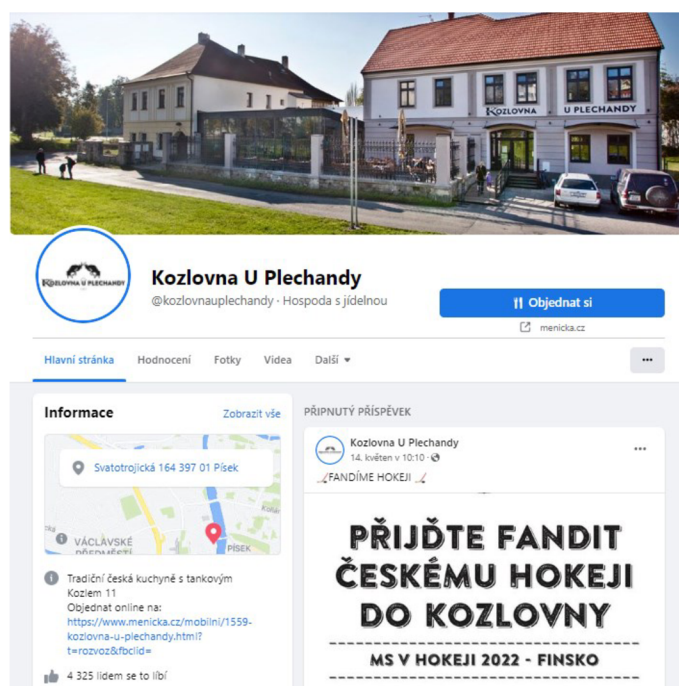 KOZLOVNA U PLECHANDY
KOZLOVNA U PLECHANDY
Kozlovna U Plechandy
@kozlovnauplechandy · Hospoda s jídelnou
Objednat si
menicka.cz
Hlavní stránka Hodnocení Fotky Videa Další
Informace Zobrazit vše
PŘIPNUTÝ PŘÍSPĚVEK
Kozlovna U Plechandy
14. květen v 10:10 ·
FANDÍME HOKEJI
Svatotrojická 164 397 01 Písek
VÁCLAVSKÉ
PŘEDMĚSTÍ
PÍSEK
Tradiční česká kuchyně s tankovým
Kozlem 11
Objednat online na:
https://www.menicka.cz/mobilni/1559-
kozlovna-u-plechandy.html?
t=rozvoz&fbclid=
4 325 lidem se to líbí
PŘIJĎTE FANDIT
ČESKÉMU HOKEJI
DO KOZLOVNY
MS V HOKEJI 2022 - FINSKO